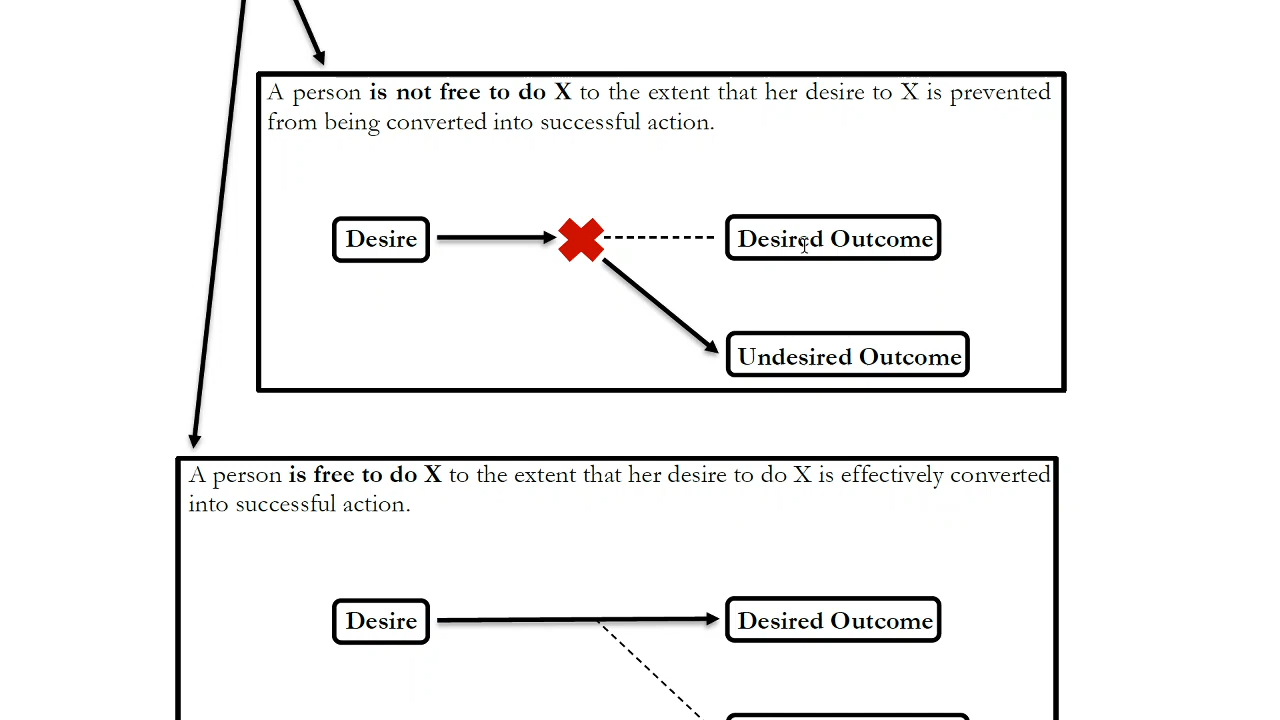 A person is not free to do X to the extent that her desire to X is prevented
from being converted into successful action.
Desire
Desired Outcome
Undesired Outcome
A person is free to do X to the extent that her desire to do X is effectively converted
into successful action.
Desire
Desired Outcome